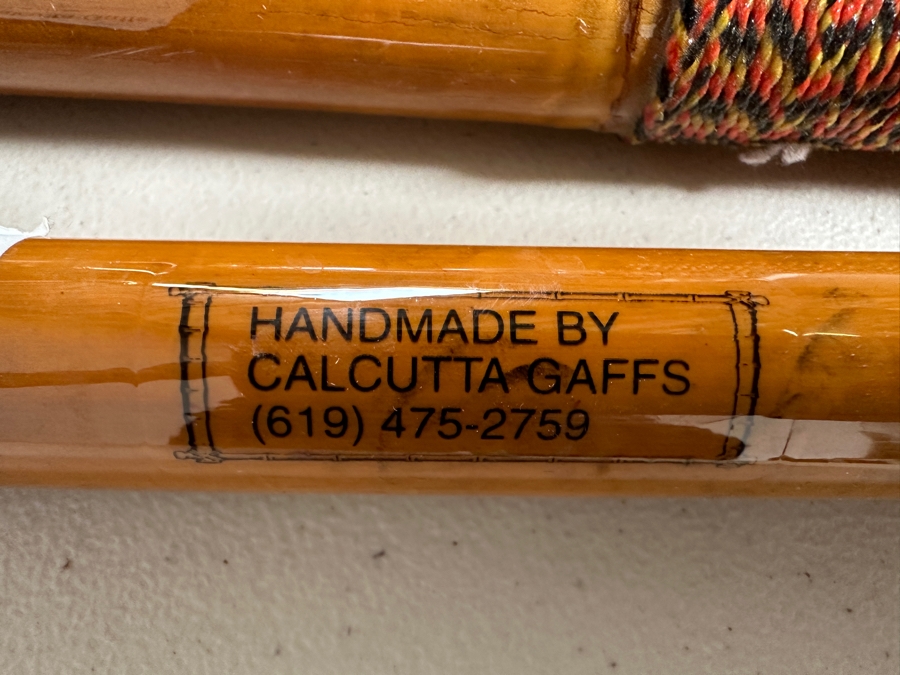 HANDMADE BY
CALCUTTA GAFFS
(619) 475-2759